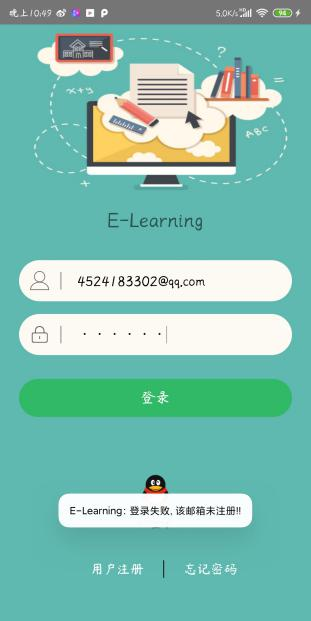 晚上10:49
5.0K/s
HD
94
x+y
?
=
ABC
x
E-Learning
4524183302@qq.com
登录
E-Learning: 登录失败, 该邮箱未注册!!
用户注册 | 忘记密码